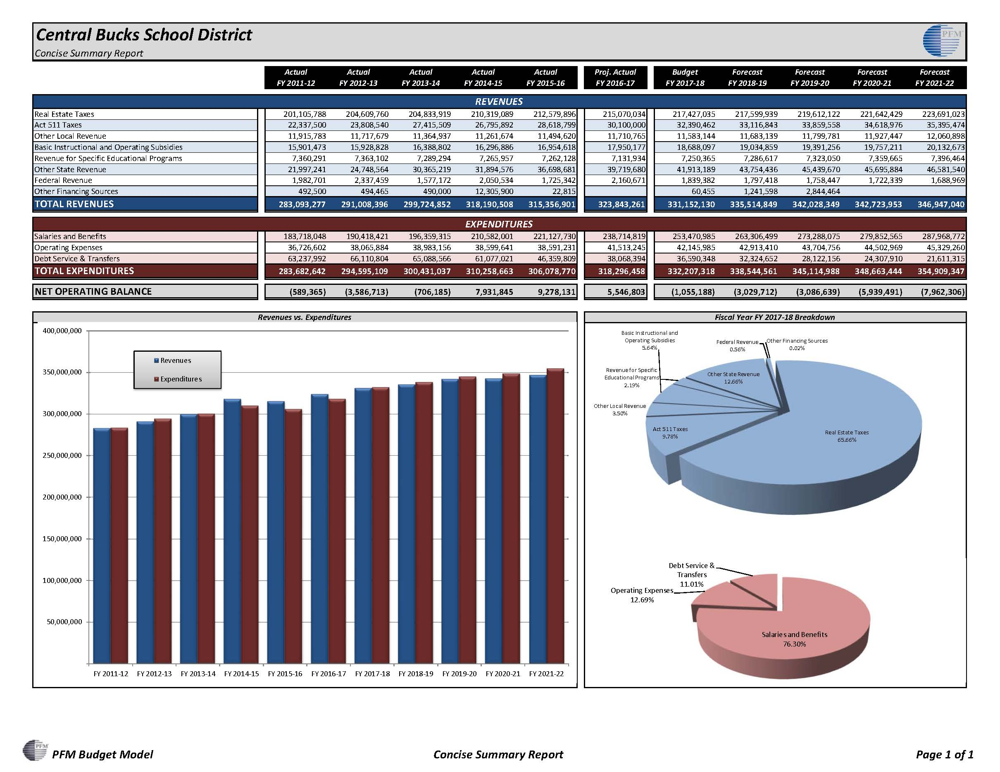 Central Bucks School District
PFM
Concise Summary Report
Actual Actual Actual Actual Actual Proj. Actual Budget Forecast Forecast Forecast Forecast
FY 2011-12 FY 2012-13 FY 2013-14 FY 2014-15 FY 2015-16 FY 2016-17 FY 2017-18 FY 2018-19 FY 2019-20 FY 2020-21 FY 2021-22
REVENUES
Real Estate Taxes 201,105,788 204,609,760 204,833,919 210,319,089 212,579,896 215,070,034 217,427,035 217,599,939 219,612,122 221,642,429 223,691,023
Act 511 Taxes 22,337,500 23,808,540 27,415,509 26,795,892 28,618,799 30,100,000 32,390,462 33,116,843 33,859,558 34,618,976 35,395,474
Other Local Revenue 11,915,783 11,717,679 11,364,937 11,261,674 11,494,620 11,710,765 11,583,144 11,683,139 11,799,781 11,927,447 12,060,898
Basic Instructional and Operating Subsidies 15,901,473 15,928,828 16,388,802 16,296,886 16,954,618 17,950,177 18,688,097 19,034,859 19,391,256 19,757,211 20,132,673
Revenue for Specific Educational Programs 7,360,291 7,363,102 7,289,294 7,265,957 7,262,128 7,131,934 7,250,365 7,286,617 7,323,050 7,359,665 7,396,464
Other State Revenue 21,997,241 24,748,564 30,365,219 31,894,576 36,698,681 39,719,680 41,913,189 43,754,436 45,439,670 45,695,884 46,581,540
Federal Revenue 1,982,701 2,337,459 1,577,172 2,050,534 1,725,342 2,160,671 1,839,382 1,797,418 1,758,447 1,722,339 1,688,969
Other Financing Sources 492,500 494,465 490,000 12,305,900 22,815 60,455 1,241,598 2,844,464
TOTAL REVENUES 283,093,277 291,008,396 299,724,852 318,190,508 315,356,901 323,843,261 331,152,130 335,514,849 342,028,349 342,723,953 346,947,040
EXPENDITURES
Salaries and Benefits 183,718,048 190,418,421 196,359,315 210,582,001 221,127,730 238,714,819 253,470,985 263,306,499 273,288,075 279,852,565 287,968,772
Operating Expenses 36,726,602 38,065,884 38,983,156 38,599,641 38,591,231 41,513,245 42,145,985 42,913,410 43,704,756 44,502,969 45,329,260
Debt Service & Transfers 63,237,992 66,110,804 65,088,566 61,077,021 46,359,809 38,068,394 36,590,348 32,324,652 28,122,156 24,307,910 21,611,315
TOTAL EXPENDITURES 283,682,642 294,595,109 300,431,037 310,258,663 306,078,770 318,296,458 332,207,318 338,544,561 345,114,988 348,663,444 354,909,347
NET OPERATING BALANCE (589,365) (3,586,713) (706,185) 7,931,845 9,278,131 5,546,803 (1,055,188) (3,029,712) (3,086,639) (5,939,491) (7,962,306)
Revenues vs. Expenditures
400,000,000
350,000,000
300,000,000
250,000,000
200,000,000
150,000,000
100,000,000
50,000,000
Revenues
Expenditures
FY 2011-12 FY 2012-13 FY 2013-14 FY 2014-15 FY 2015-16 FY 2016-17 FY 2017-18 FY 2018-19 FY 2019-20 FY 2020-21 FY 2021-22
Fiscal Year FY 2017-18 Breakdown
Basic Instructional and
Operating Subsidies
5.64%
Federal Revenue
0.56%
Other Financing Sources
0.02%
Revenue for Specific
Educational Programs
2.19%
Other State Revenue
12.66%
Other Local Revenue
3.50%
Act 511 Taxes
9.78%
Real Estate Taxes
65.66%
Debt Service &
Transfers
11.01%
Operating Expenses
12.69%
Salaries and Benefits
76.30%
PFM
PFM Budget Model
Concise Summary Report
Page 1 of 1